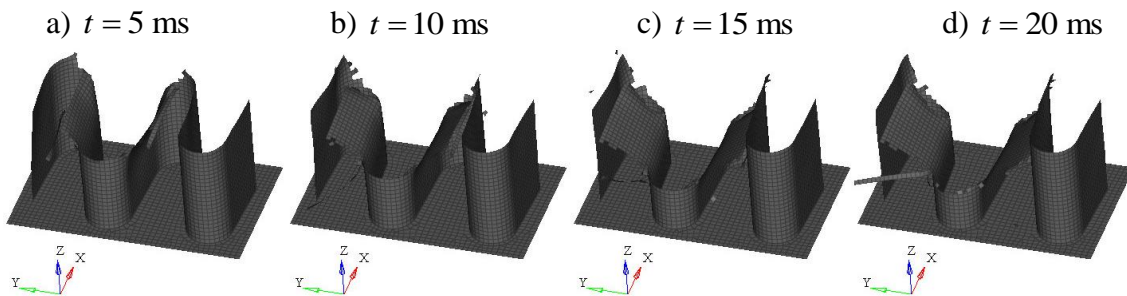 a) t = 5 ms
b) t = 10 ms
c) t = 15 ms
d) t = 20 ms
Z
X
Y
Z
X
Y
Z
X
Y
Z
X
Y